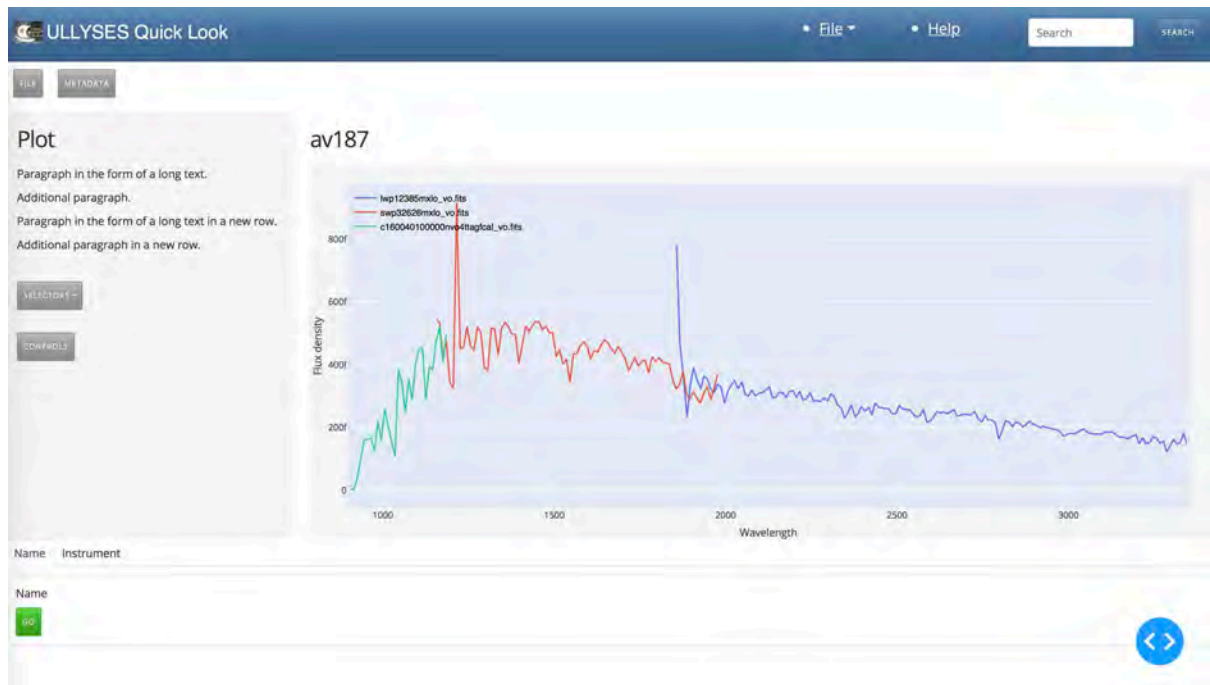 ULLYSES Quick Look
File
Help
Search
SEARCH
FILE
METADATA
Plot
Paragraph in the form of a long text.
Additional paragraph.
Paragraph in the form of a long text in a new row.
Additional paragraph in a new row.
SELECTORS
CONTROLS
av187
lwp12385mxlo_vo.fits
swp32626mxlo_vo.fits
c160040100000nvo4ttagfcal_vo.fits
800f
600f
400f
200f
0
Flux density
1000 1500 2000 2500 3000
Wavelength
Name Instrument
Name
GO